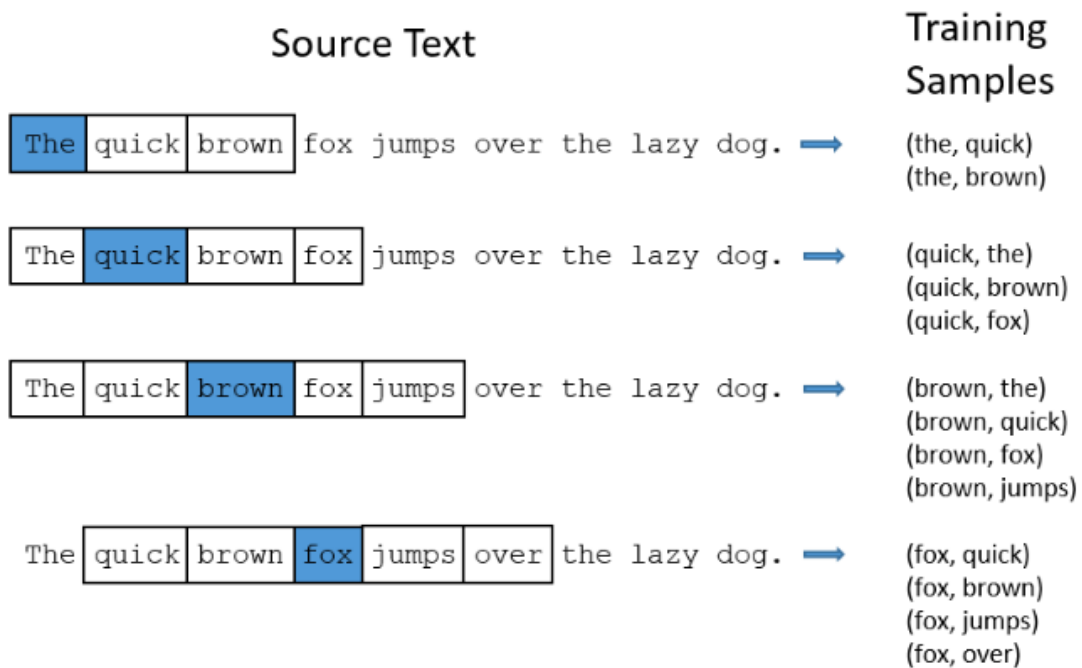 Source Text
Training
Samples
The quick brown fox jumps over the lazy dog.
(the, quick)
(the, brown)
The quick brown fox jumps over the lazy dog.
(quick, the)
(quick, brown)
(quick, fox)
The quick brown fox jumps over the lazy dog.
(brown, the)
(brown, quick)
(brown, fox)
(brown, jumps)
The quick brown fox jumps over the lazy dog.
(fox, quick)
(fox, brown)
(fox, jumps)
(fox, over)